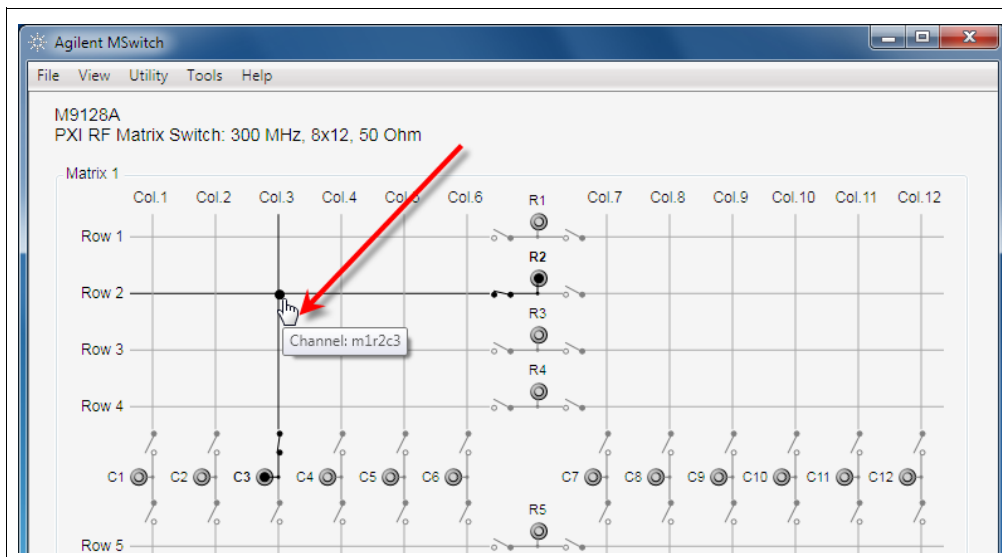 Agilent MSwitch
File View Utility Tools Help
M9128A
PXI RF Matrix Switch: 300 MHz, 8x12, 50 Ohm
Matrix 1
Col.1 Col.2 Col.3 Col.4 Col.5 Col.6 R1 Col.7 Col.8 Col.9 Col.10 Col.11 Col.12
Row 1
R2
Row 2
R3
Channel: m1r2c3
Row 3
R4
Row 4
C1 C2 C3 C4 C5 C6 C7 C8 C9 C10 C11 C12
R5
Row 5